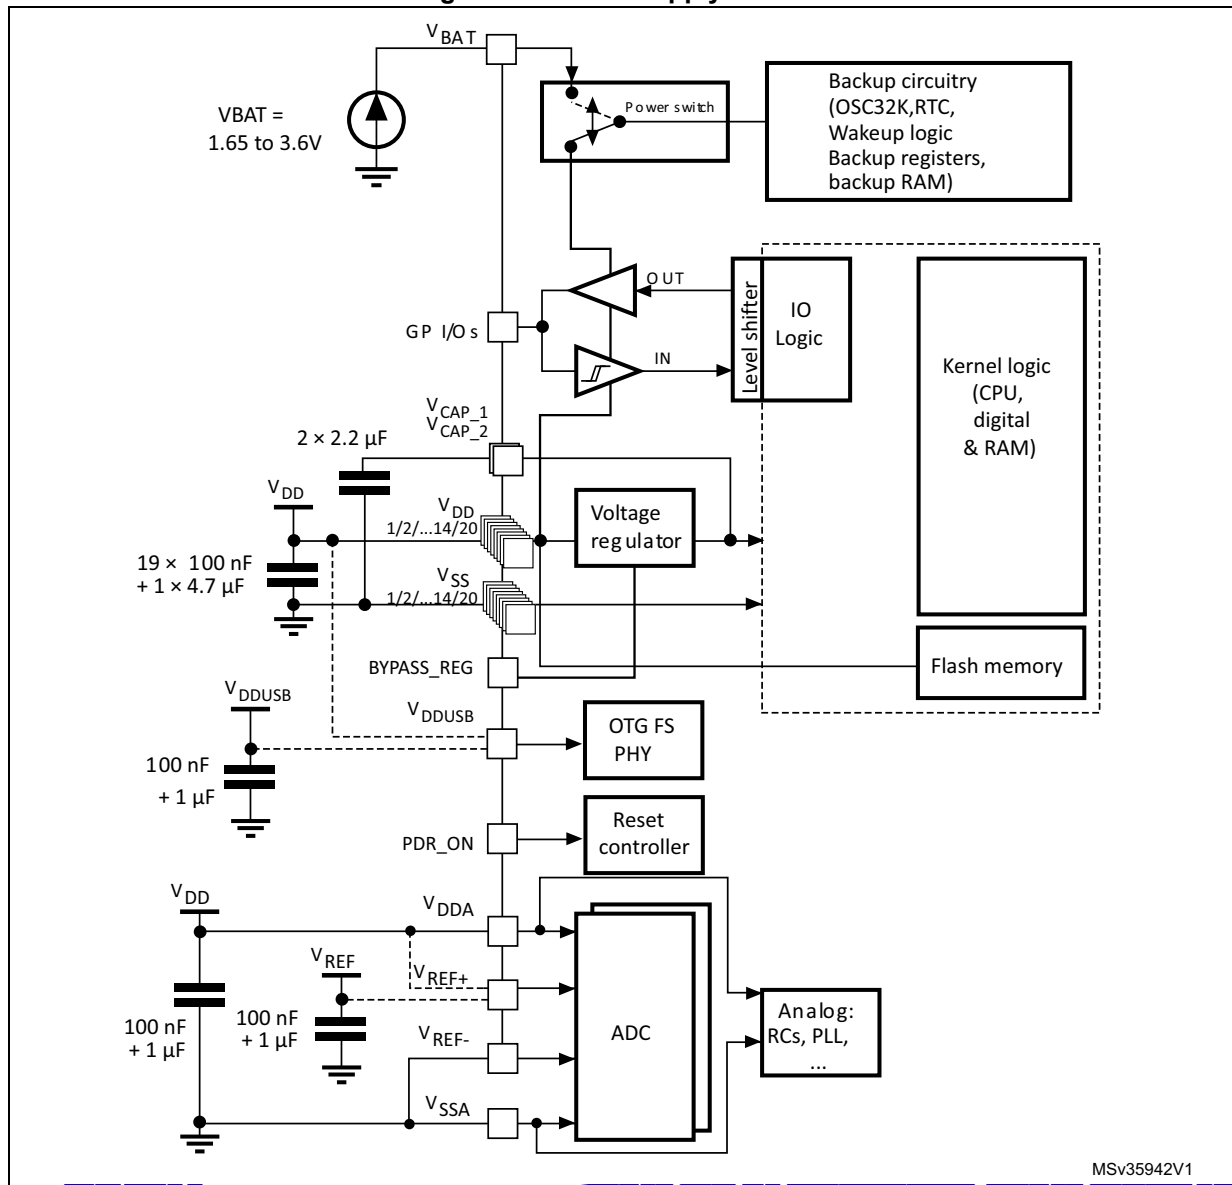 VBAT
VBAT =
1.65 to 3.6V
Power switch
Backup circuitry
(OSC32K,RTC,
Wakeup logic
Backup registers,
backup RAM)
OUT
Level shifter
IO
Logic
GP I/Os
IN
Kernel logic
(CPU,
digital
& RAM)
VCAP_1
VCAP_2
2 × 2.2 µF
VDD
VDD
1/2/...14/20
Voltage
regulator
19 × 100 nF
+ 1 × 4.7 µF
VSS
1/2/...14/20
BYPASS_REG
Flash memory
VDDUSB
VDDUSB
OTG FS
PHY
100 nF
+ 1 µF
PDR_ON
Reset
controller
VDD
VDDA
VREF
VREF+
100 nF
+ 1 µF
100 nF
+ 1 µF
VREF-
ADC
Analog:
RCs, PLL,
...
VSSA
MSv35942V1